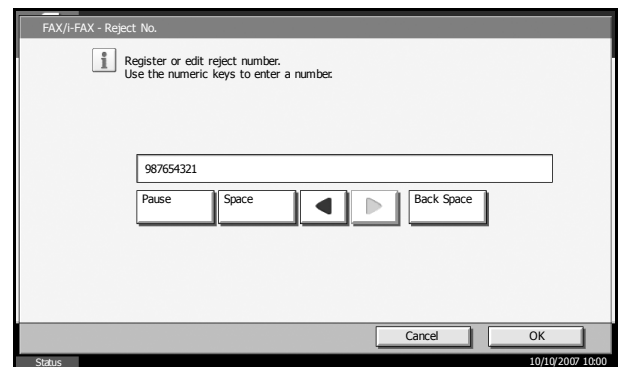 FAX/i-FAX - Reject No.
Register or edit reject number.
Use the numeric keys to enter a number.
987654321
Pause Space Back Space
Cancel OK
Status 10/10/2007 10:00